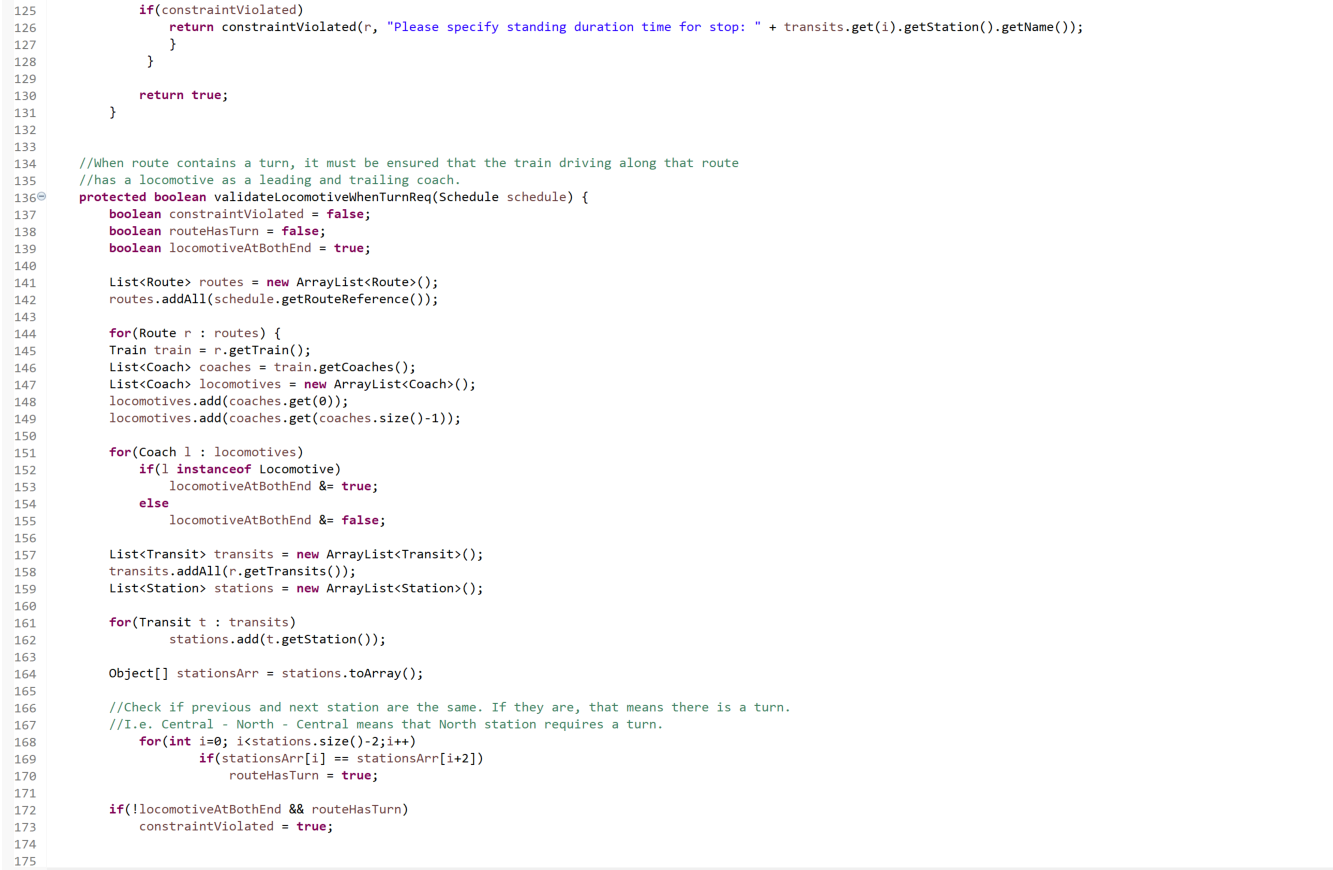 125             if(constraintViolated)
126                 return constraintViolated(r, "Please specify standing duration time for stop: " + transits.get(i).getStation().getName());
127                 }
128              }
129
130             return true;
131         }
132
133
134     //When route contains a turn, it must be ensured that the train driving along that route
135     //has a locomotive as a leading and trailing coach.
136     protected boolean validateLocomotiveWhenTurnReq(Schedule schedule) {
137         boolean constraintViolated = false;
138         boolean routeHasTurn = false;
139         boolean locomotiveAtBothEnd = true;
140
141         List<Route> routes = new ArrayList<Route>();
142         routes.addAll(schedule.getRouteReference());
143
144         for(Route r : routes) {
145         Train train = r.getTrain();
146         List<Coach> coaches = train.getCoaches();
147         List<Coach> locomotives = new ArrayList<Coach>();
148         locomotives.add(coaches.get(0));
149         locomotives.add(coaches.get(coaches.size()-1));
150
151         for(Coach l : locomotives)
152             if(l instanceof Locomotive)
153                 locomotiveAtBothEnd &= true;
154             else
155                 locomotiveAtBothEnd &= false;
156
157         List<Transit> transits = new ArrayList<Transit>();
158         transits.addAll(r.getTransits());
159         List<Station> stations = new ArrayList<Station>();
160
161         for(Transit t : transits)
162                 stations.add(t.getStation());
163
164         Object[] stationsArr = stations.toArray();
165
166         //Check if previous and next station are the same. If they are, that means there is a turn.
167         //I.e. Central - North - Central means that North station requires a turn.
168             for(int i=0; i<stations.size()-2;i++)
169                     if(stationsArr[i] == stationsArr[i+2])
170                         routeHasTurn = true;
171
172         if(!locomotiveAtBothEnd && routeHasTurn)
173             constraintViolated = true;
174
175